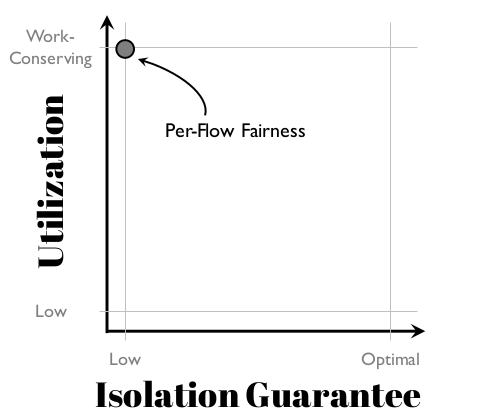 Work-
Conserving
Utilization
Per-Flow Fairness
Low
Low
Optimal
Isolation Guarantee